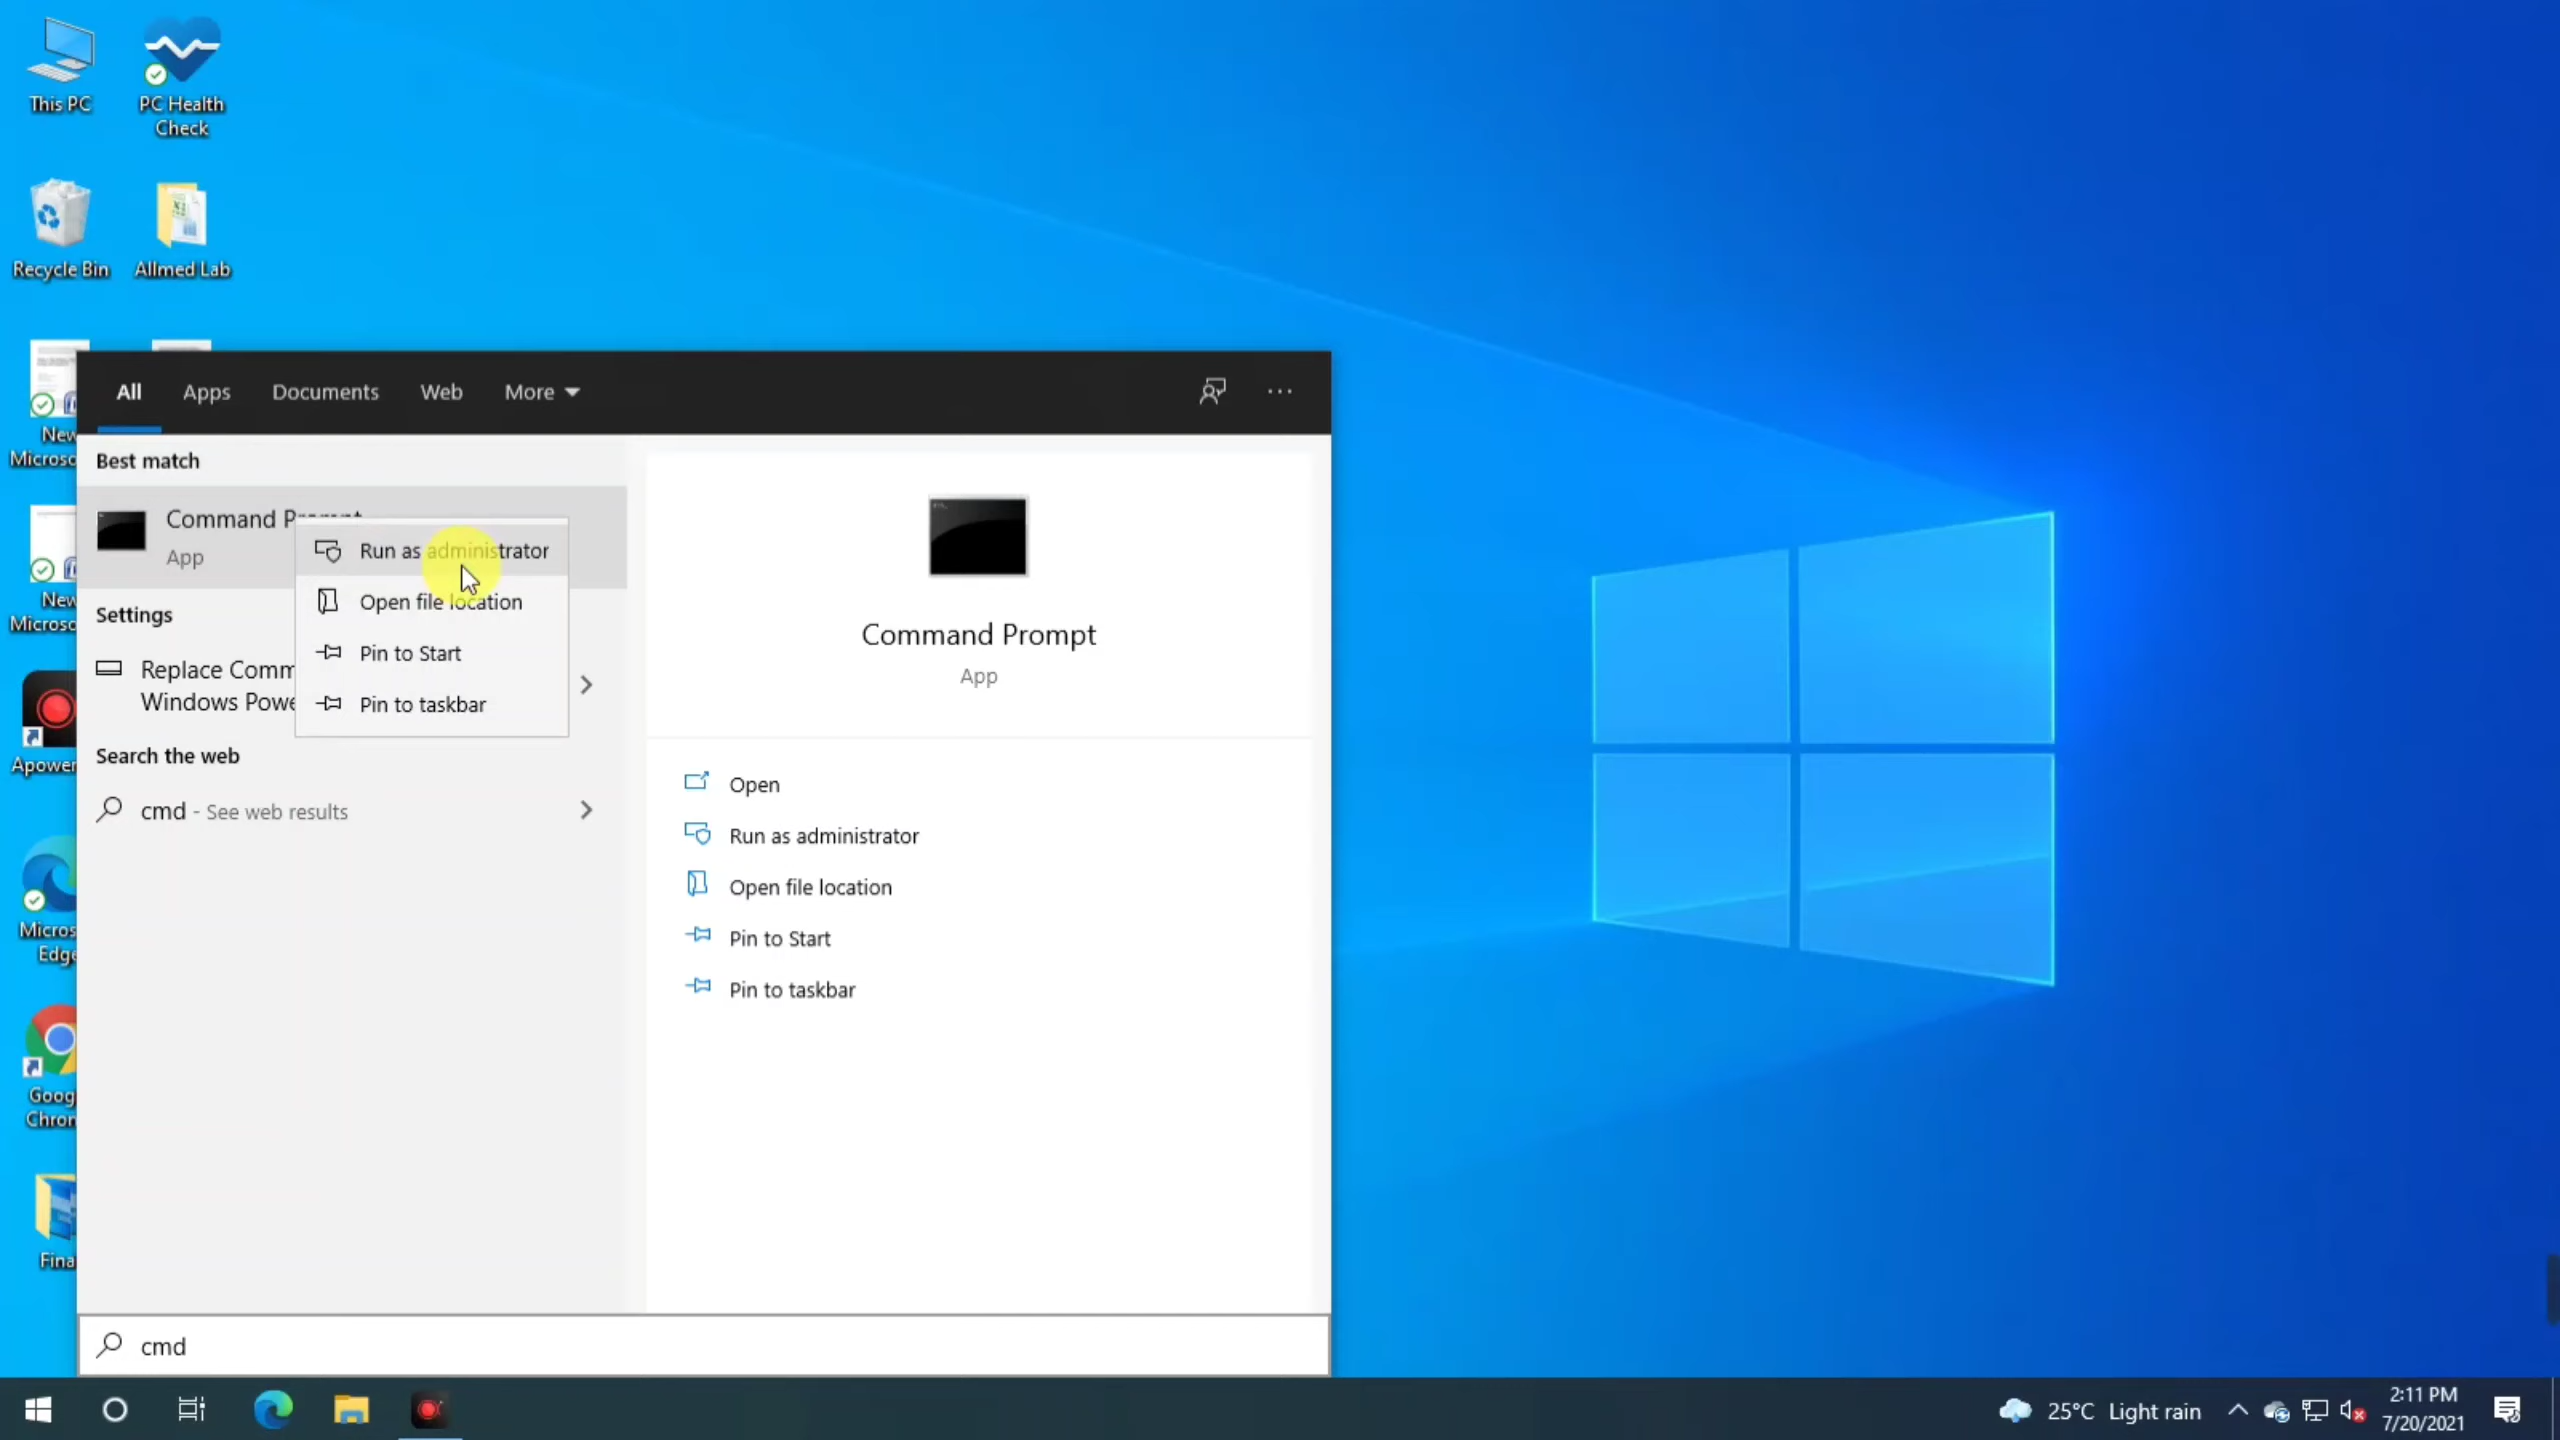 This PC
PC Health
Check
Recycle Bin
Allmed Lab
New
Microso
New
Microso
Apower
Micros
Edge
Goog
Chron
Fina
All
Apps
Documents
Web
More
Best match
Command Prompt
App
Run as administrator
Open file location
Pin to Start
Pin to taskbar
Settings
Replace Comm
Windows Powe
Search the web
cmd - See web results
Command Prompt
App
Open
Run as administrator
Open file location
Pin to Start
Pin to taskbar
cmd
25°C Light rain
2:11 PM
7/20/2021